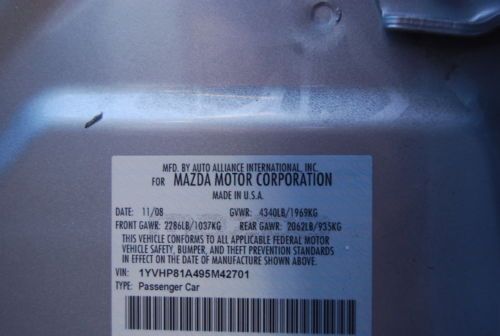 MFD. BY AUTO ALLIANCE INTERNATIONAL, INC.
FOR MAZDA MOTOR CORPORATION
MADE IN U.S.A.
DATE: 11/08 GVWR: 4340LB/1969KG
FRONT GAWR: 2286LB/1037KG REAR GAWR: 2062LB/935KG
THIS VEHICLE CONFORMS TO ALL APPLICABLE FEDERAL MOTOR
VEHICLE SAFETY, BUMPER, AND THEFT PREVENTION STANDARDS
IN EFFECT ON THE DATE OF MANUFACTURE SHOWN ABOVE.
VIN: 1YVHP81A495M42701
TYPE: Passenger Car